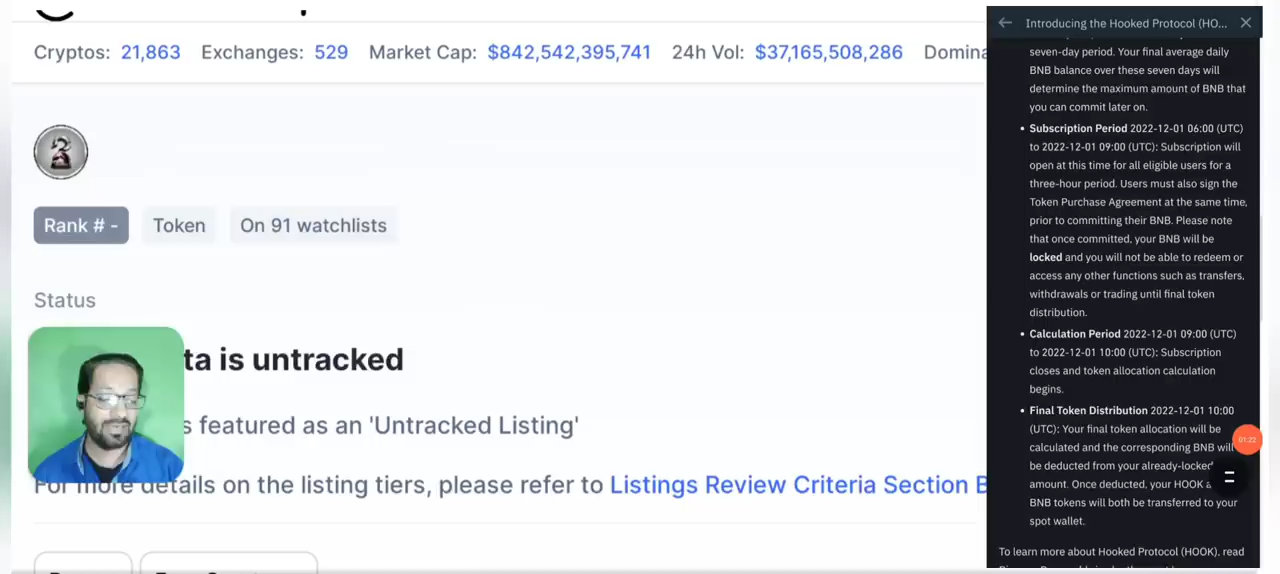 Cryptos: 21,863 Exchanges: 529 Market Cap: $842,542,395,741 24h Vol: $37,165,508,286 Domina
Rank # - Token On 91 watchlists
Status
ta is untracked
s featured as an 'Untracked Listing'
For more details on the listing tiers, please refer to Listings Review Criteria Section B
Introducing the Hooked Protocol (HO...
seven-day period. Your final average daily
BNB balance over these seven days will
determine the maximum amount of BNB that
you can commit later on.
• Subscription Period 2022-12-01 06:00 (UTC)
to 2022-12-01 09:00 (UTC): Subscription will
open at this time for all eligible users for a
three-hour period. Users must also sign the
Token Purchase Agreement at the same time,
prior to committing their BNB. Please note
that once committed, your BNB will be
locked and you will not be able to redeem or
access any other functions such as transfers,
withdrawals or trading until final token
distribution.
• Calculation Period 2022-12-01 09:00 (UTC)
to 2022-12-01 10:00 (UTC): Subscription
closes and token allocation calculation
begins.
• Final Token Distribution 2022-12-01 10:00
(UTC): Your final token allocation will be
calculated and the corresponding BNB will
be deducted from your already-locked
amount. Once deducted, your HOOK a
BNB tokens will both be transferred to your
spot wallet.
01:22
To learn more about Hooked Protocol (HOOK), read